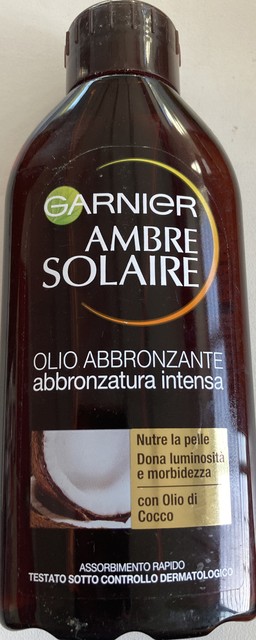 GARNIER
AMBRE
SOLAIRE
OLIO ABBRONZANTE
abbronzatura intensa
Nutre la pelle
Dona luminosità
e morbidezza
con Olio di
Cocco
ASSORBIMENTO RAPIDO
TESTATO SOTTO CONTROLLO DERMATOLOGICO